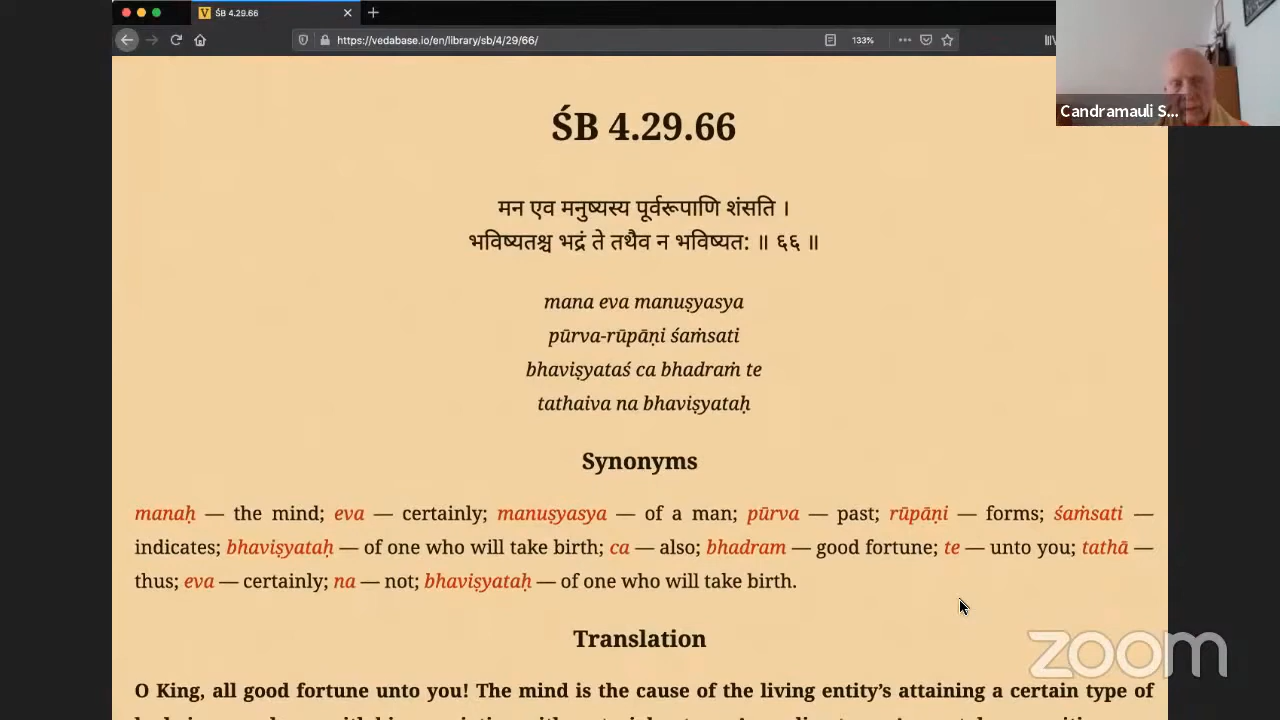 ŚB 4.29.66
https://vedabase.io/en/library/sb/4/29/66/
133%
Candramauli S...
ŚB 4.29.66
मन एव मनुष्यस्य पूर्वरूपाणि शंसति ।
भविष्यतश्च भद्रं ते तथैव न भविष्यत: ॥ ६६ ॥
mana eva manuṣyasya
pūrva-rūpāṇi śaṁsati
bhaviṣyataś ca bhadraṁ te
tathaiva na bhaviṣyataḥ
Synonyms
manaḥ — the mind; eva — certainly; manuṣyasya — of a man; pūrva — past; rūpāṇi — forms; śaṁsati —
indicates; bhaviṣyataḥ — of one who will take birth; ca — also; bhadram — good fortune; te — unto you; tathā —
thus; eva — certainly; na — not; bhaviṣyataḥ — of one who will take birth.
Translation
O King, all good fortune unto you! The mind is the cause of the living entity’s attaining a certain type of
zoom